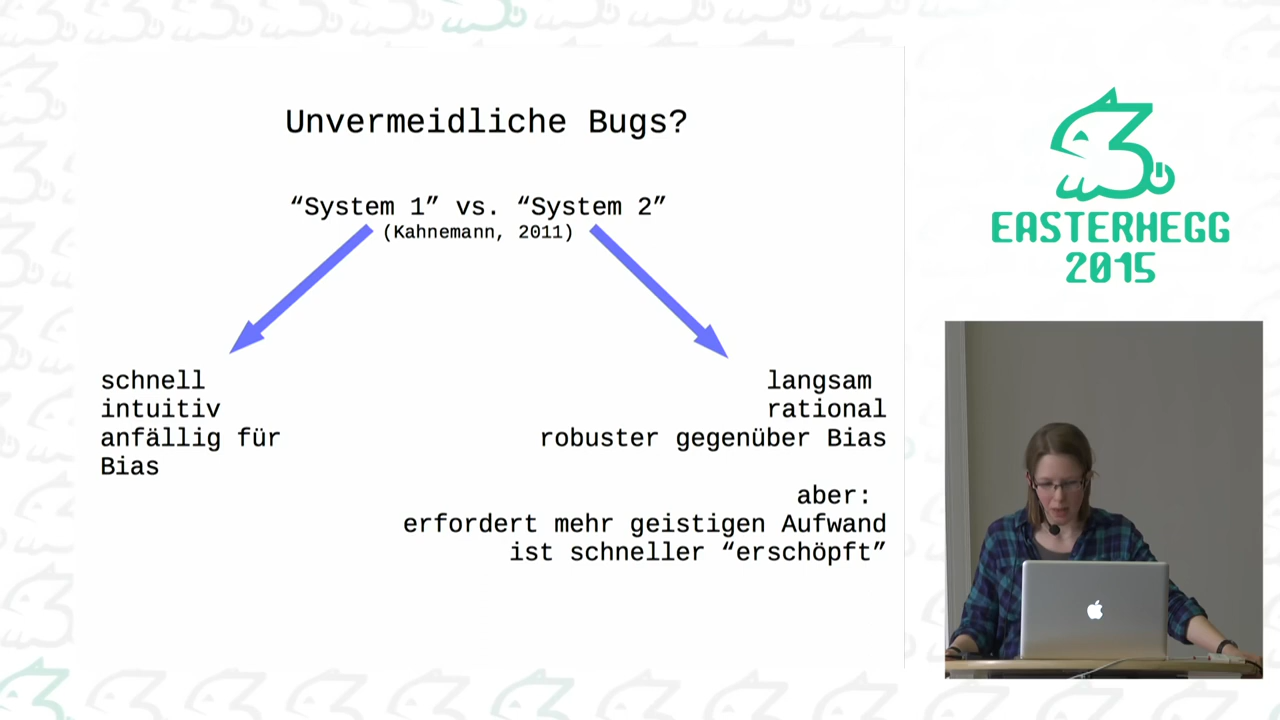 Unvermeidliche Bugs?
“System 1” vs. “System 2”
(Kahnemann, 2011)
schnell
intuitiv
anfällig für
Bias
langsam
rational
robuster gegenüber Bias
aber:
erfordert mehr geistigen Aufwand
ist schneller “erschöpft”
EASTERHEGG
2015